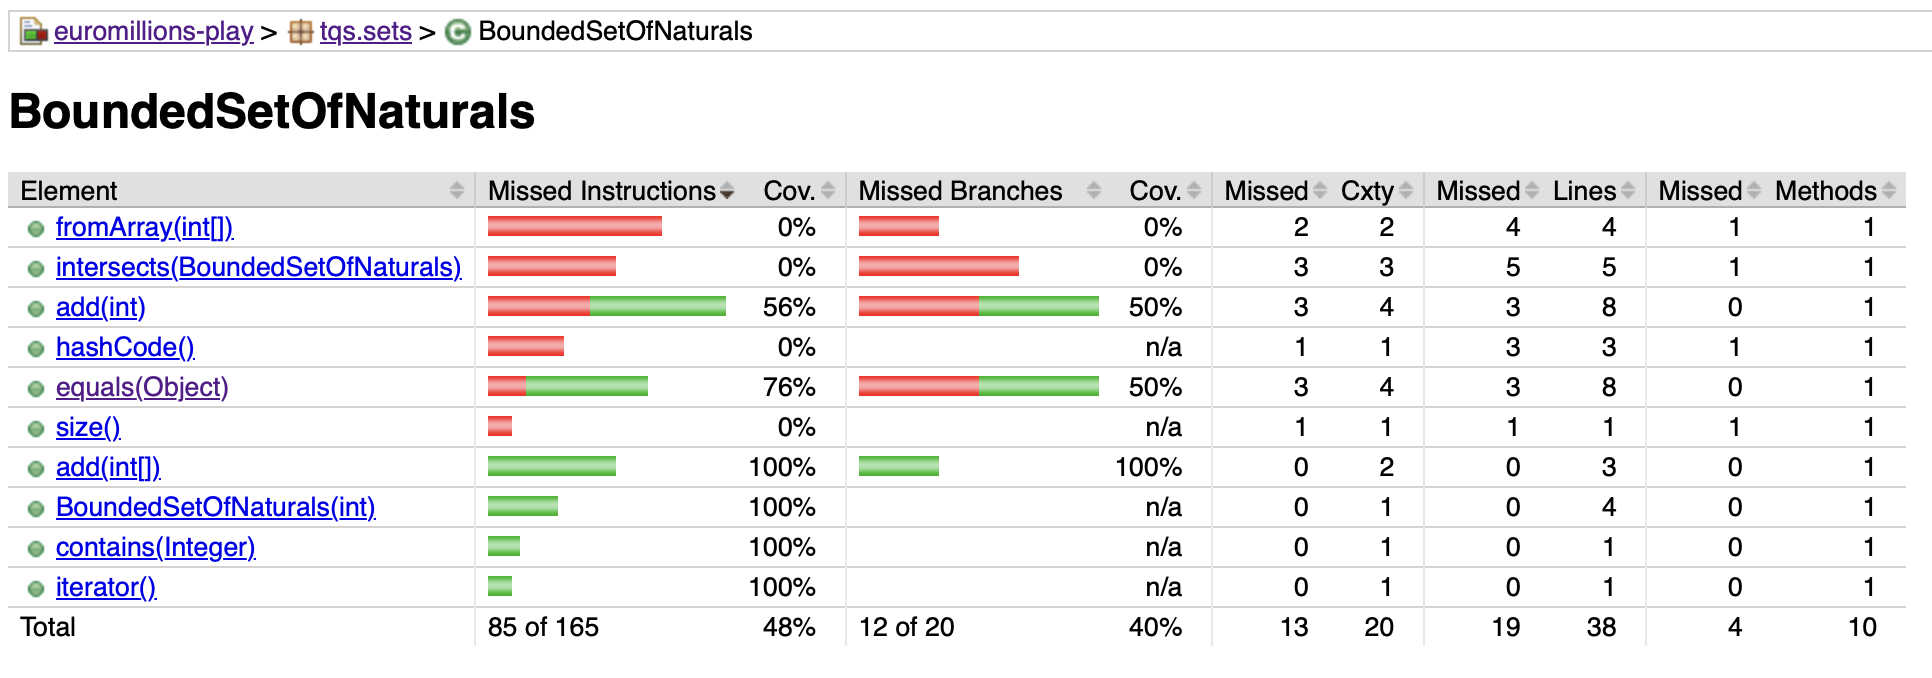 euromillions-play > tqs.sets > C BoundedSetOfNaturals
BoundedSetOfNaturals
Element Missed Instructions Cov. Missed Branches Cov. Missed Cxty Missed Lines Missed Methods
fromArray(int[]) 0% 0% 2 2 4 4 1 1
intersects(BoundedSetOfNaturals) 0% 0% 3 3 5 5 1 1
add(int) 56% 50% 3 4 3 8 0 1
hashCode() 0% n/a 1 1 3 3 1 1
equals(Object) 76% 50% 3 4 3 8 0 1
size() 0% n/a 1 1 1 1 1 1
add(int[]) 100% 100% 0 2 0 3 0 1
BoundedSetOfNaturals(int) 100% n/a 0 1 0 4 0 1
contains(Integer) 100% n/a 0 1 0 1 0 1
iterator() 100% n/a 0 1 0 1 0 1
Total 85 of 165 48% 12 of 20 40% 13 20 19 38 4 10